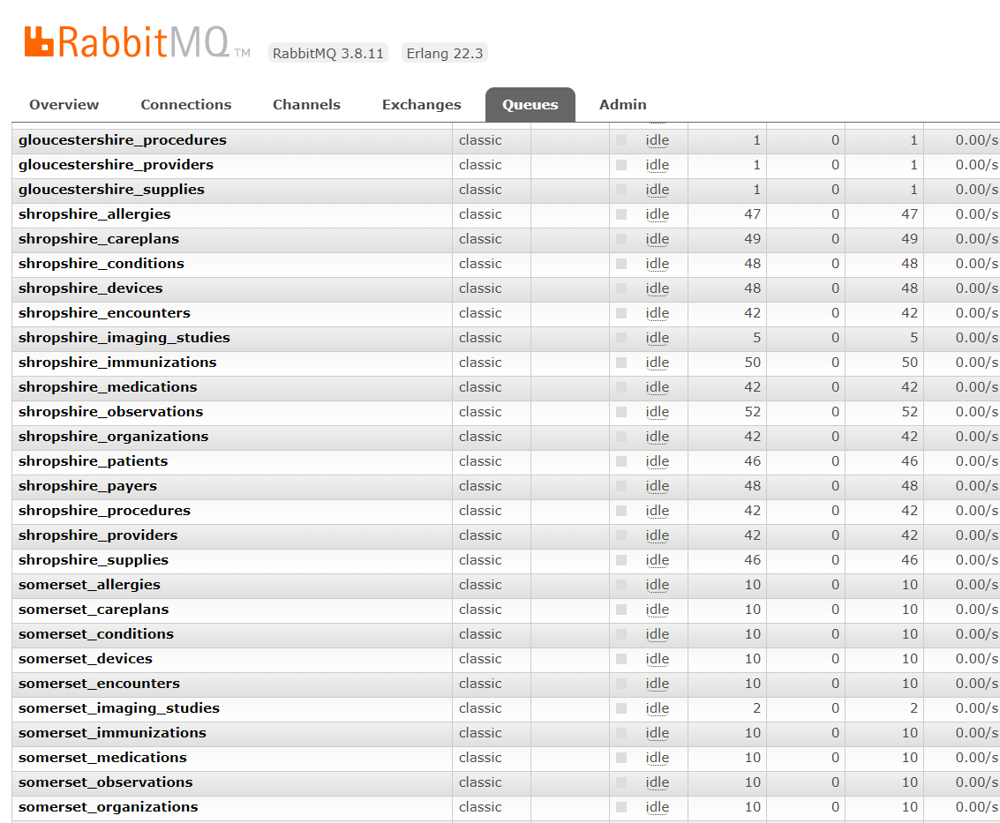 RabbitMQ TM RabbitMQ 3.8.11 Erlang 22.3
Overview Connections Channels Exchanges Queues Admin
gloucestershire_procedures classic idle 1 0 1 0.00/s
gloucestershire_providers classic idle 1 0 1 0.00/s
gloucestershire_supplies classic idle 1 0 1 0.00/s
shropshire_allergies classic idle 47 0 47 0.00/s
shropshire_careplans classic idle 49 0 49 0.00/s
shropshire_conditions classic idle 48 0 48 0.00/s
shropshire_devices classic idle 48 0 48 0.00/s
shropshire_encounters classic idle 42 0 42 0.00/s
shropshire_imaging_studies classic idle 5 0 5 0.00/s
shropshire_immunizations classic idle 50 0 50 0.00/s
shropshire_medications classic idle 42 0 42 0.00/s
shropshire_observations classic idle 52 0 52 0.00/s
shropshire_organizations classic idle 42 0 42 0.00/s
shropshire_patients classic idle 46 0 46 0.00/s
shropshire_payers classic idle 48 0 48 0.00/s
shropshire_procedures classic idle 42 0 42 0.00/s
shropshire_providers classic idle 42 0 42 0.00/s
shropshire_supplies classic idle 46 0 46 0.00/s
somerset_allergies classic idle 10 0 10 0.00/s
somerset_careplans classic idle 10 0 10 0.00/s
somerset_conditions classic idle 10 0 10 0.00/s
somerset_devices classic idle 10 0 10 0.00/s
somerset_encounters classic idle 10 0 10 0.00/s
somerset_imaging_studies classic idle 2 0 2 0.00/s
somerset_immunizations classic idle 10 0 10 0.00/s
somerset_medications classic idle 10 0 10 0.00/s
somerset_observations classic idle 10 0 10 0.00/s
somerset_organizations classic idle 10 0 10 0.00/s